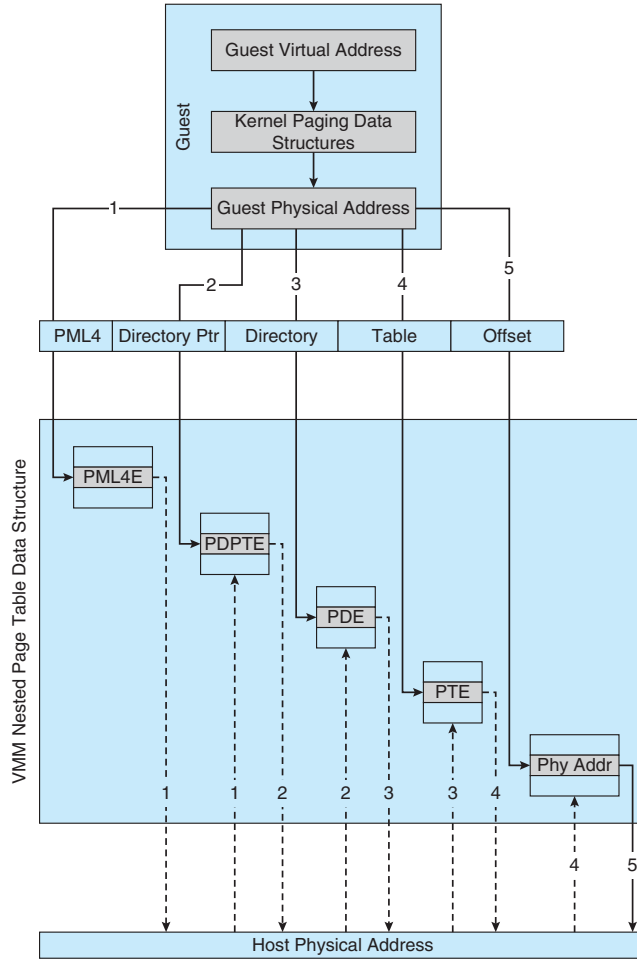 Guest Virtual Address
Kernel Paging Data
Structures
Guest
Guest Physical Address
1
2
3
4
5
PML4 Directory Ptr Directory Table Offset
VMM Nested Page Table Data Structure
PML4E
PDPTE
PDE
PTE
Phy Addr
1 1 2 2 3 3 4 4 5
Host Physical Address